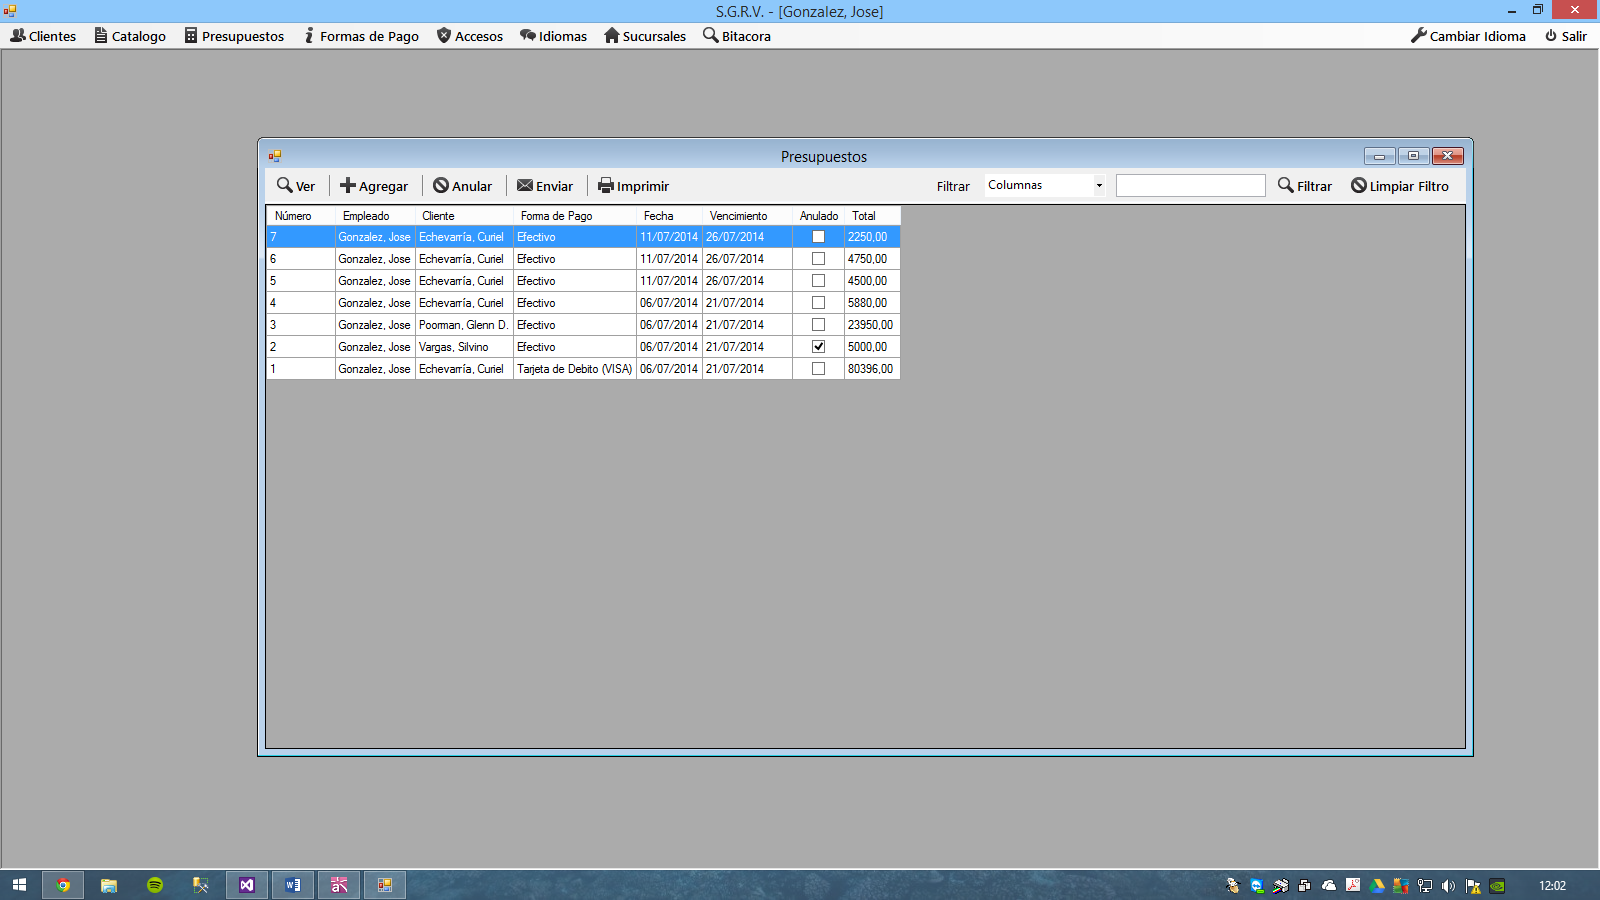 S.G.R.V. - [Gonzalez, Jose]
Clientes Catalogo Presupuestos Formas de Pago Accesos Idiomas Sucursales Bitacora Cambiar Idioma Salir
Presupuestos
Ver Agregar Anular Enviar Imprimir Filtrar Columnas Filtrar Limpiar Filtro
Número Empleado Cliente Forma de Pago Fecha Vencimiento Anulado Total
7 Gonzalez, Jose Echevarría, Curiel Efectivo 11/07/2014 26/07/2014 2250,00
6 Gonzalez, Jose Echevarría, Curiel Efectivo 11/07/2014 26/07/2014 4750,00
5 Gonzalez, Jose Echevarría, Curiel Efectivo 11/07/2014 26/07/2014 4500,00
4 Gonzalez, Jose Echevarría, Curiel Efectivo 06/07/2014 21/07/2014 5880,00
3 Gonzalez, Jose Poorman, Glenn D. Efectivo 06/07/2014 21/07/2014 23950,00
2 Gonzalez, Jose Vargas, Silvino Efectivo 06/07/2014 21/07/2014 5000,00
1 Gonzalez, Jose Echevarría, Curiel Tarjeta de Debito (VISA) 06/07/2014 21/07/2014 80396,00
12:02